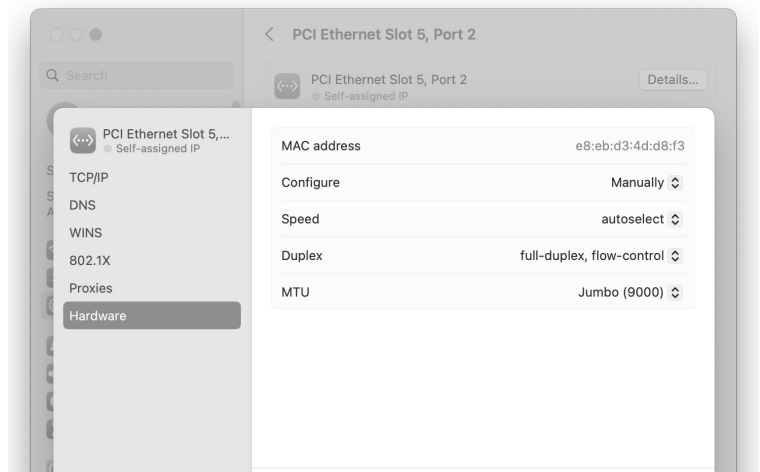 PCI Ethernet Slot 5, Port 2
Search
PCI Ethernet Slot 5, Port 2
Details...
Self-assigned IP
PCI Ethernet Slot 5,...
Self-assigned IP
TCP/IP
DNS
WINS
802.1X
Proxies
Hardware
MAC address e8:eb:d3:4d:d8:f3
Configure Manually
Speed autoselect
Duplex full-duplex, flow-control
MTU Jumbo (9000)